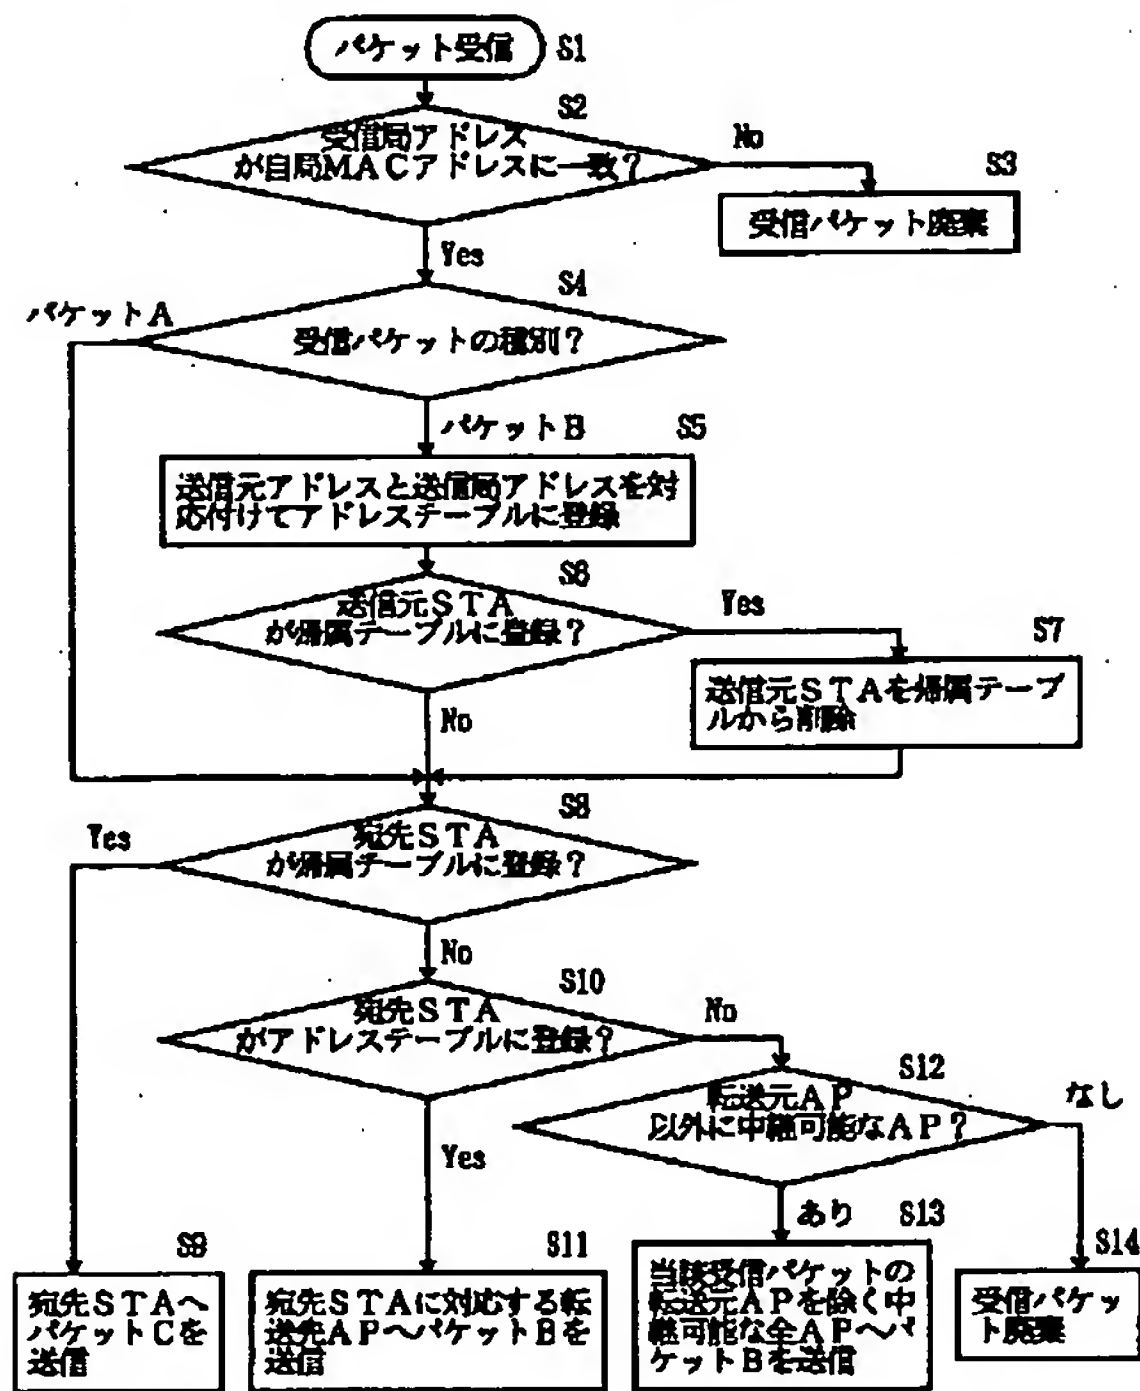 パケット受信
S1
S2
受信局アドレス
が自局MACアドレスに一致?
No
S3
受信パケット廃棄
Yes
S4
パケットA
受信パケットの種別?
パケットB
S5
送信元アドレスと送信局アドレスを対
応付けてアドレステーブルに登録
S6
送信元STA
が帰属テーブルに登録?
Yes
S7
送信元STAを帰属テーブ
ルから削除
No
S8
Yes
宛先STA
が帰属テーブルに登録?
No
S10
宛先STA
がアドレステーブルに登録?
No
S12
転送元AP
以外に中継可能なAP?
なし
Yes
あり
S13
S9
S11
S14
宛先STAへ
パケットCを
送信
宛先STAに対応する転
送先APへパケットBを
送信
当該受信パケットの
転送元APを除く中
継可能な全APへパ
ケットBを送信
受信パケッ
ト廃棄